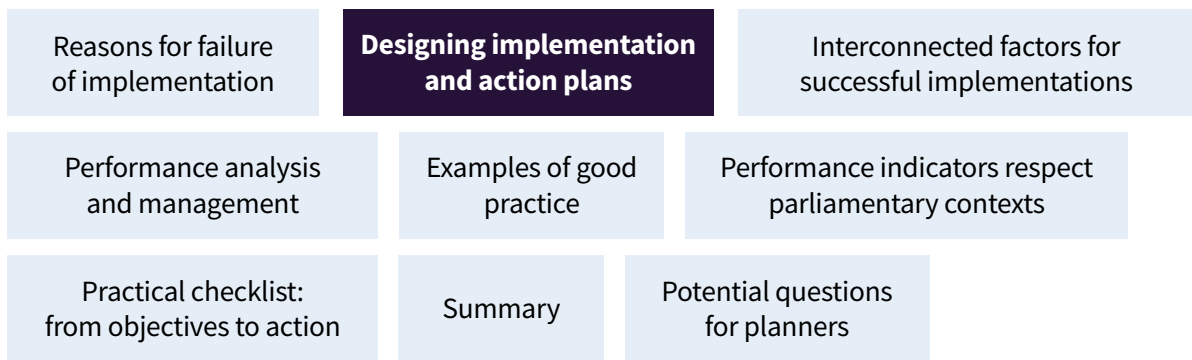 Reasons for failure
of implementation
Designing implementation
and action plans
Interconnected factors for
successful implementations
Performance analysis
and management
Examples of good
practice
Performance indicators respect
parliamentary contexts
Practical checklist:
from objectives to action
Summary
Potential questions
for planners